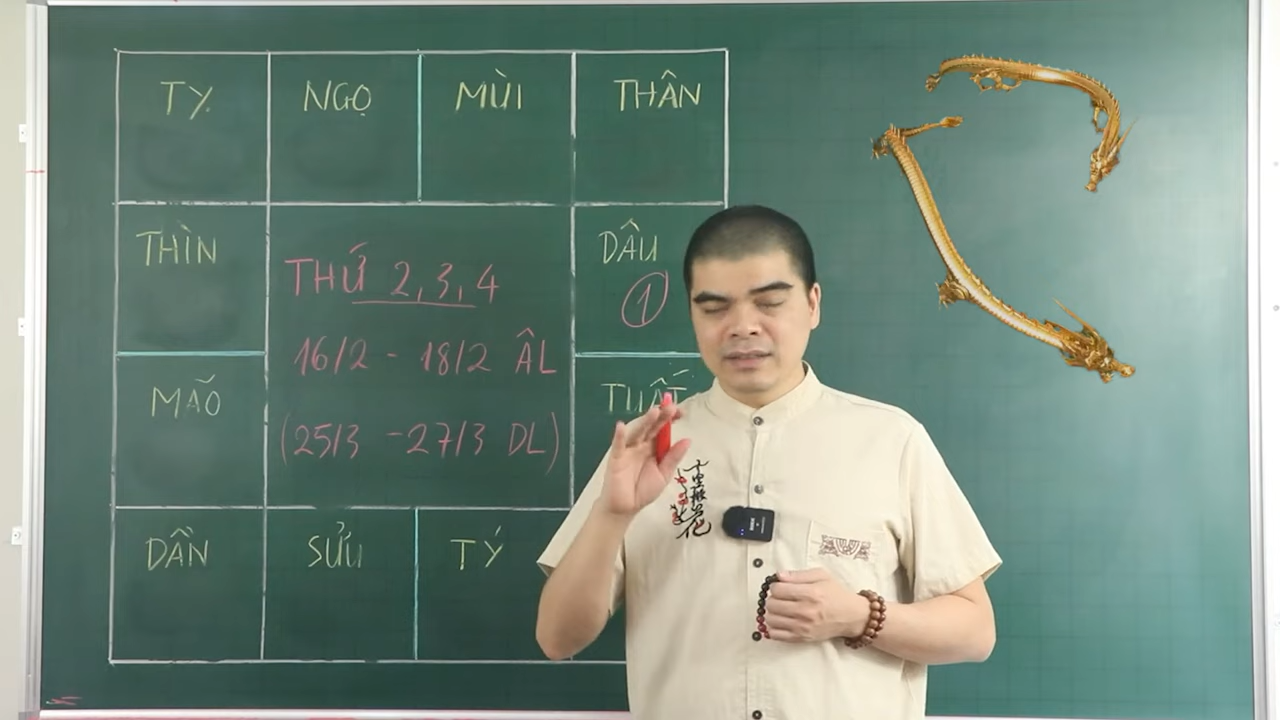 TỴ
NGỌ
MÙI
THÂN
THÌN
DẬU
1
THỨ 2, 3, 4
16/2 - 18/2 ÂL
(25/3 - 27/3 DL)
MÃO
TUẤT
DẦN
SỬU
TÝ